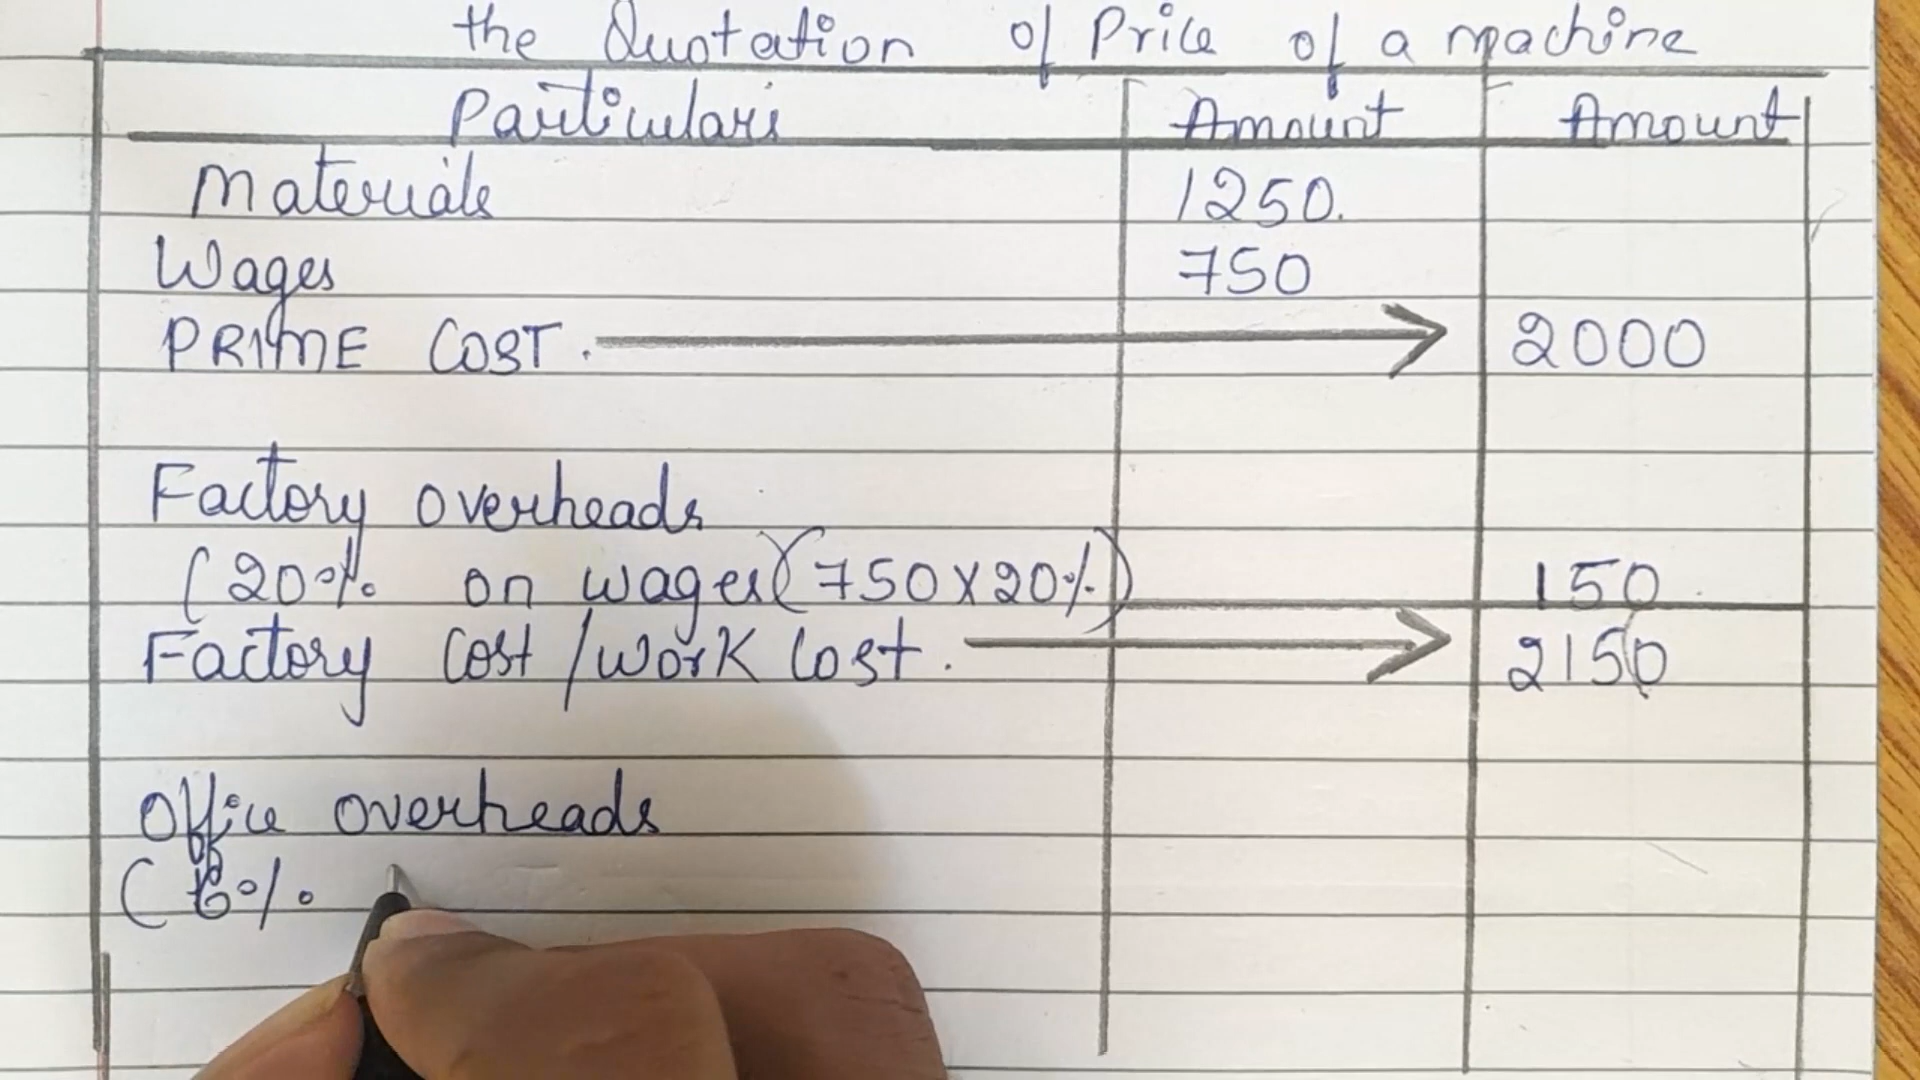 the Quotation of Price of a machine
Particulars Amount Amount
Materials 1250.
Wages 750
PRIME COST. 2000
Factory overheads
(20% on wages (750X20%) 150
Factory Cost/Work Cost. 2150
Office overheads
( 6%